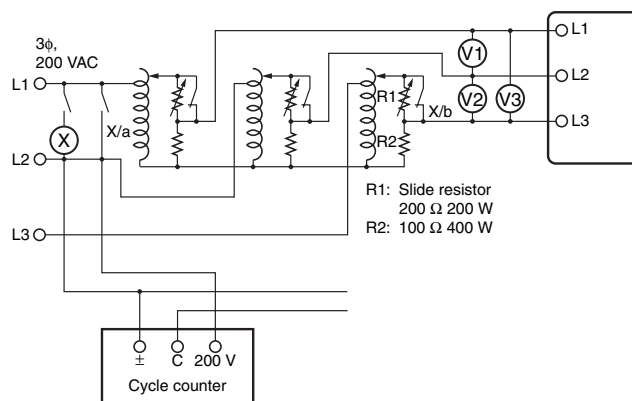 3ϕ,
200 VAC
L1
X
X/a
L2
L3
R1
R2
X/b
V1
V2
V3
L1
L2
L3
R1: Slide resistor
200 Ω 200 W
R2: 100 Ω 400 W
± C 200 V
Cycle counter